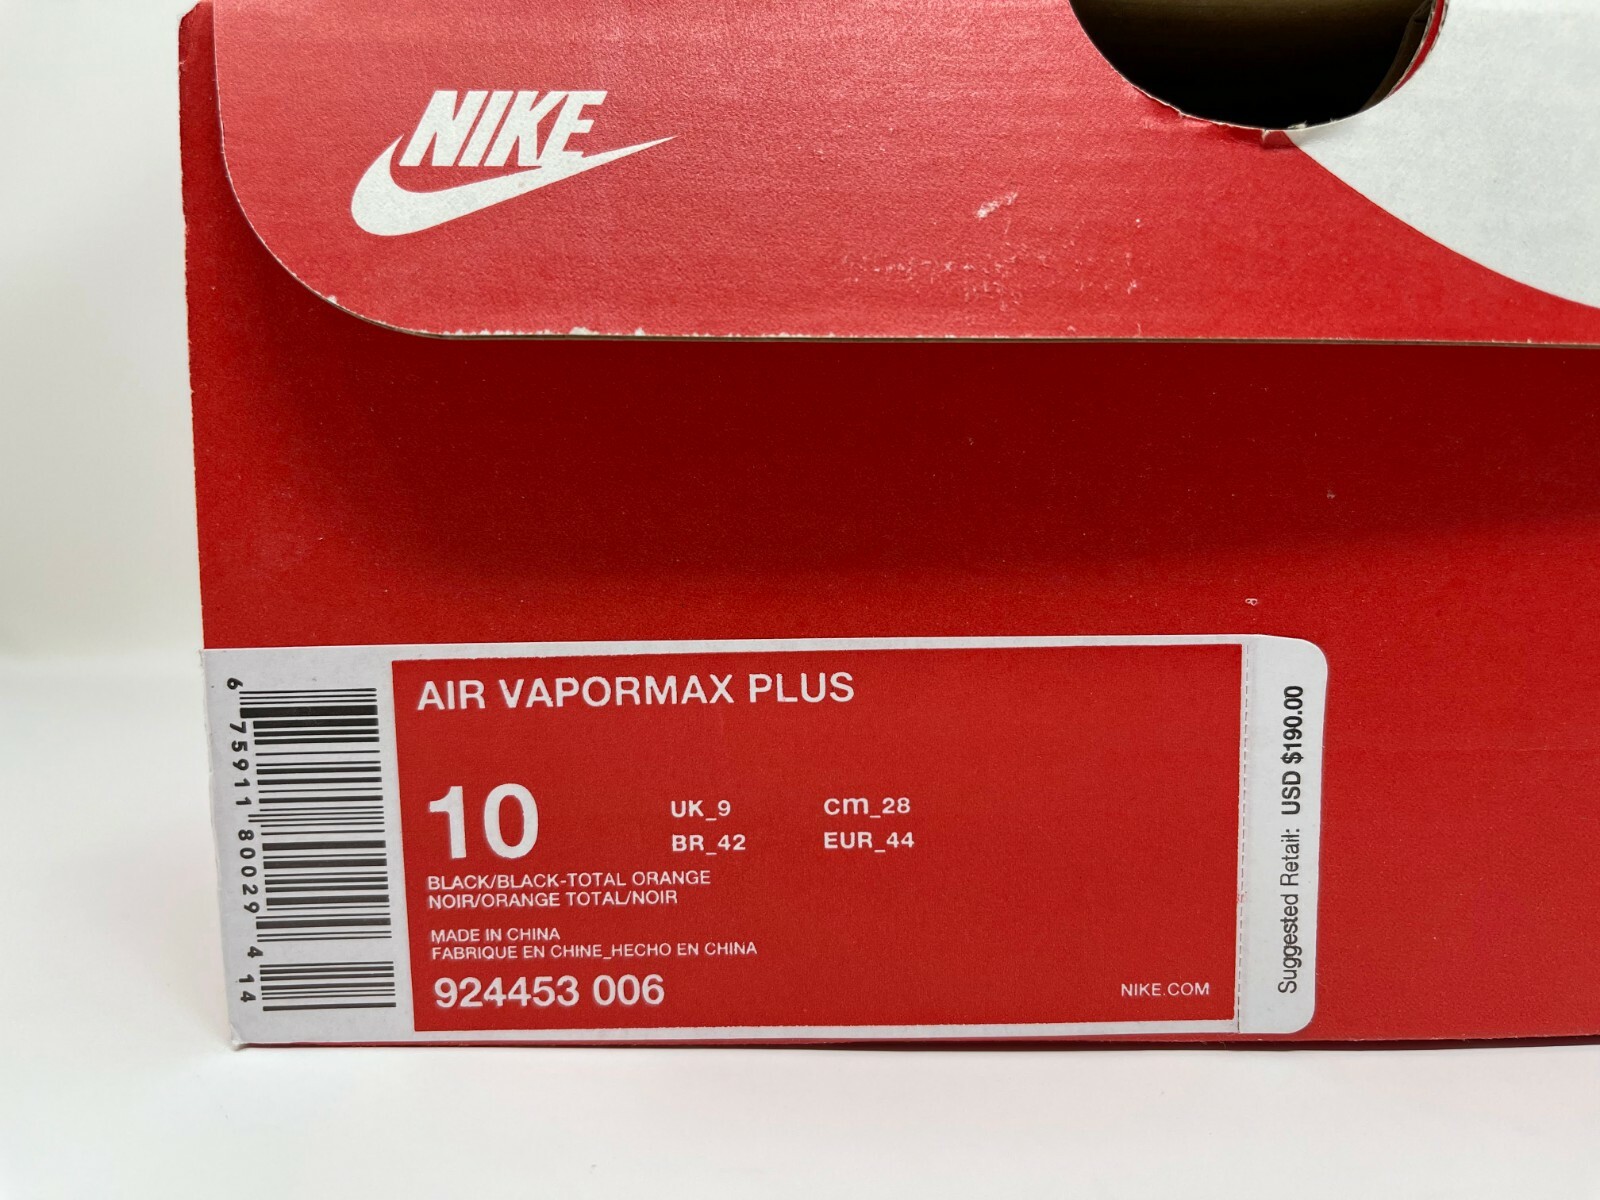 NIKE
AIR VAPORMAX PLUS
10
UK_9
cm_28
BR_42
EUR_44
BLACK/BLACK-TOTAL ORANGE
NOIR/ORANGE TOTAL/NOIR
MADE IN CHINA
FABRIQUE EN CHINE_HECHO EN CHINA
924453 006
NIKE.COM
Suggested Retail: USD $190.00
6 75911 80029 4 14